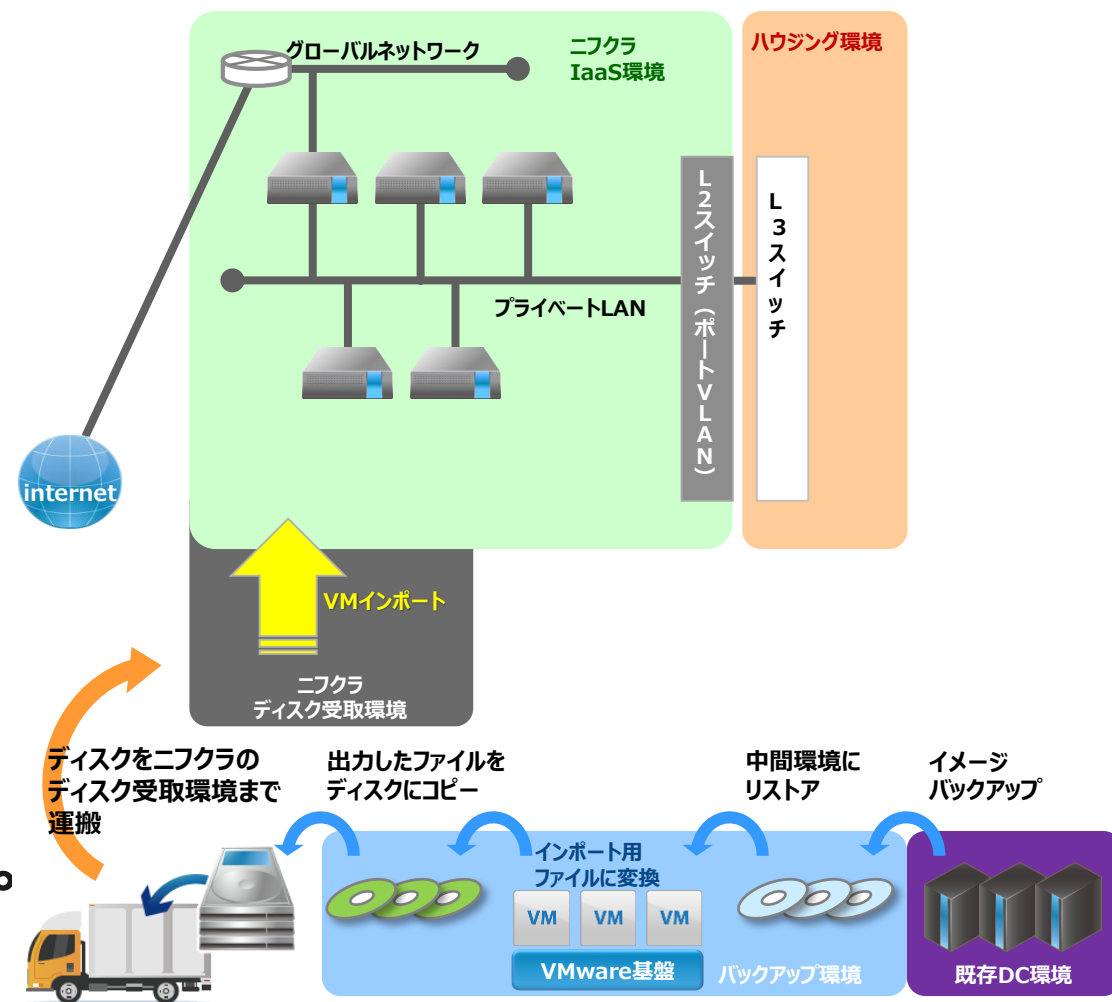 グローバルネットワーク
ニフクラ
IaaS環境
ハウジング環境
L2スイッチ（ポートVLAN）
L3スイッチ
プライベートLAN
internet
VMインポート
ニフクラ
ディスク受取環境
ディスクをニフクラの
ディスク受取環境まで
運搬
出力したファイルを
ディスクにコピー
中間環境に
リストア
イメージ
バックアップ
インポート用
ファイルに変換
VM
VM
VM
VMware基盤
バックアップ環境
既存DC環境